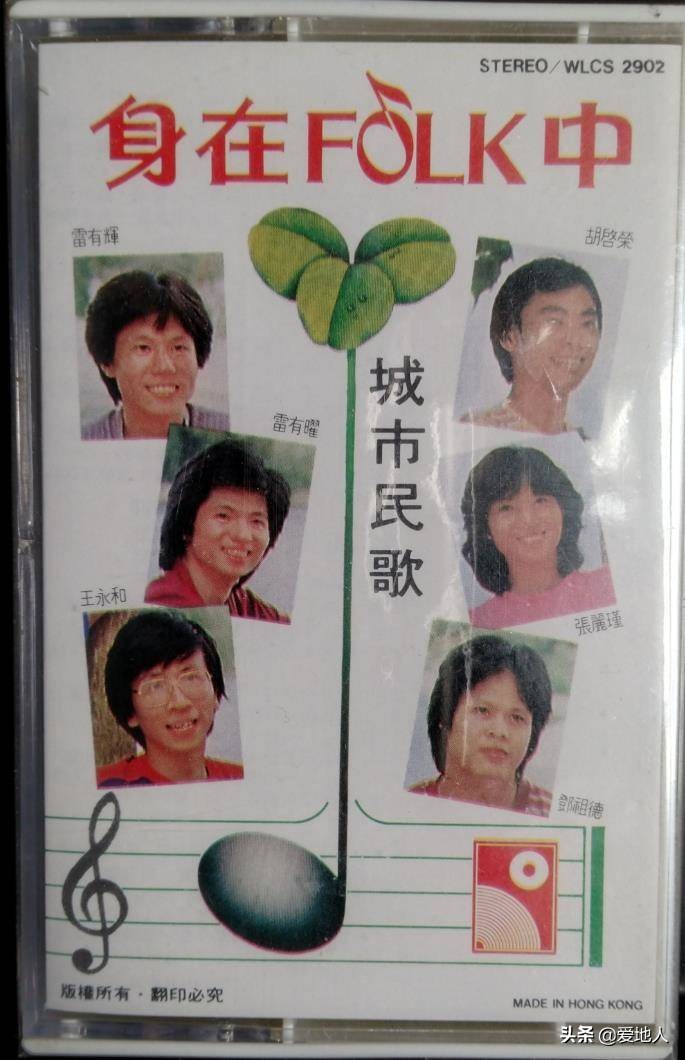 STEREO/WLCS 2902
身在FOLK中
雷有輝
胡啓榮
城市民歌
雷有曜
王永和
張麗瑾
鄧祖德
版權所有·翻印必究
MADE IN HONG KONG
头条 @爱地人